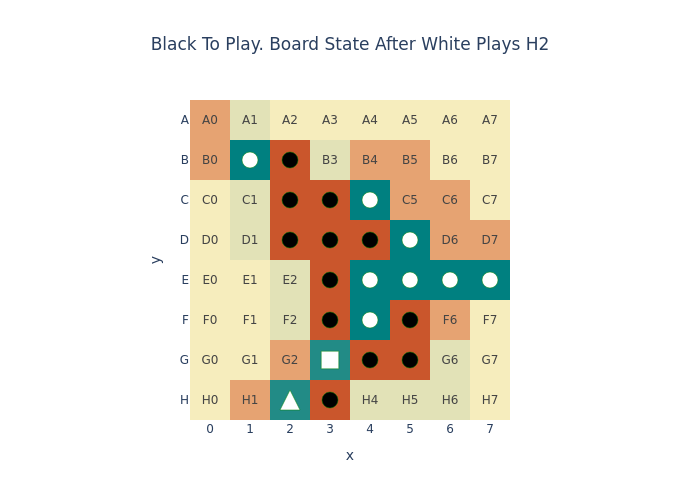 Black To Play. Board State After White Plays H2
A A0 A1 A2 A3 A4 A5 A6 A7
B B0 B3 B4 B5 B6 B7
C C0 C1 C5 C6 C7
D D0 D1 D6 D7
y
E E0 E1 E2
F F0 F1 F2 F6 F7
G G0 G1 G2 G6 G7
H H0 H1 H4 H5 H6 H7
0 1 2 3 4 5 6 7
x